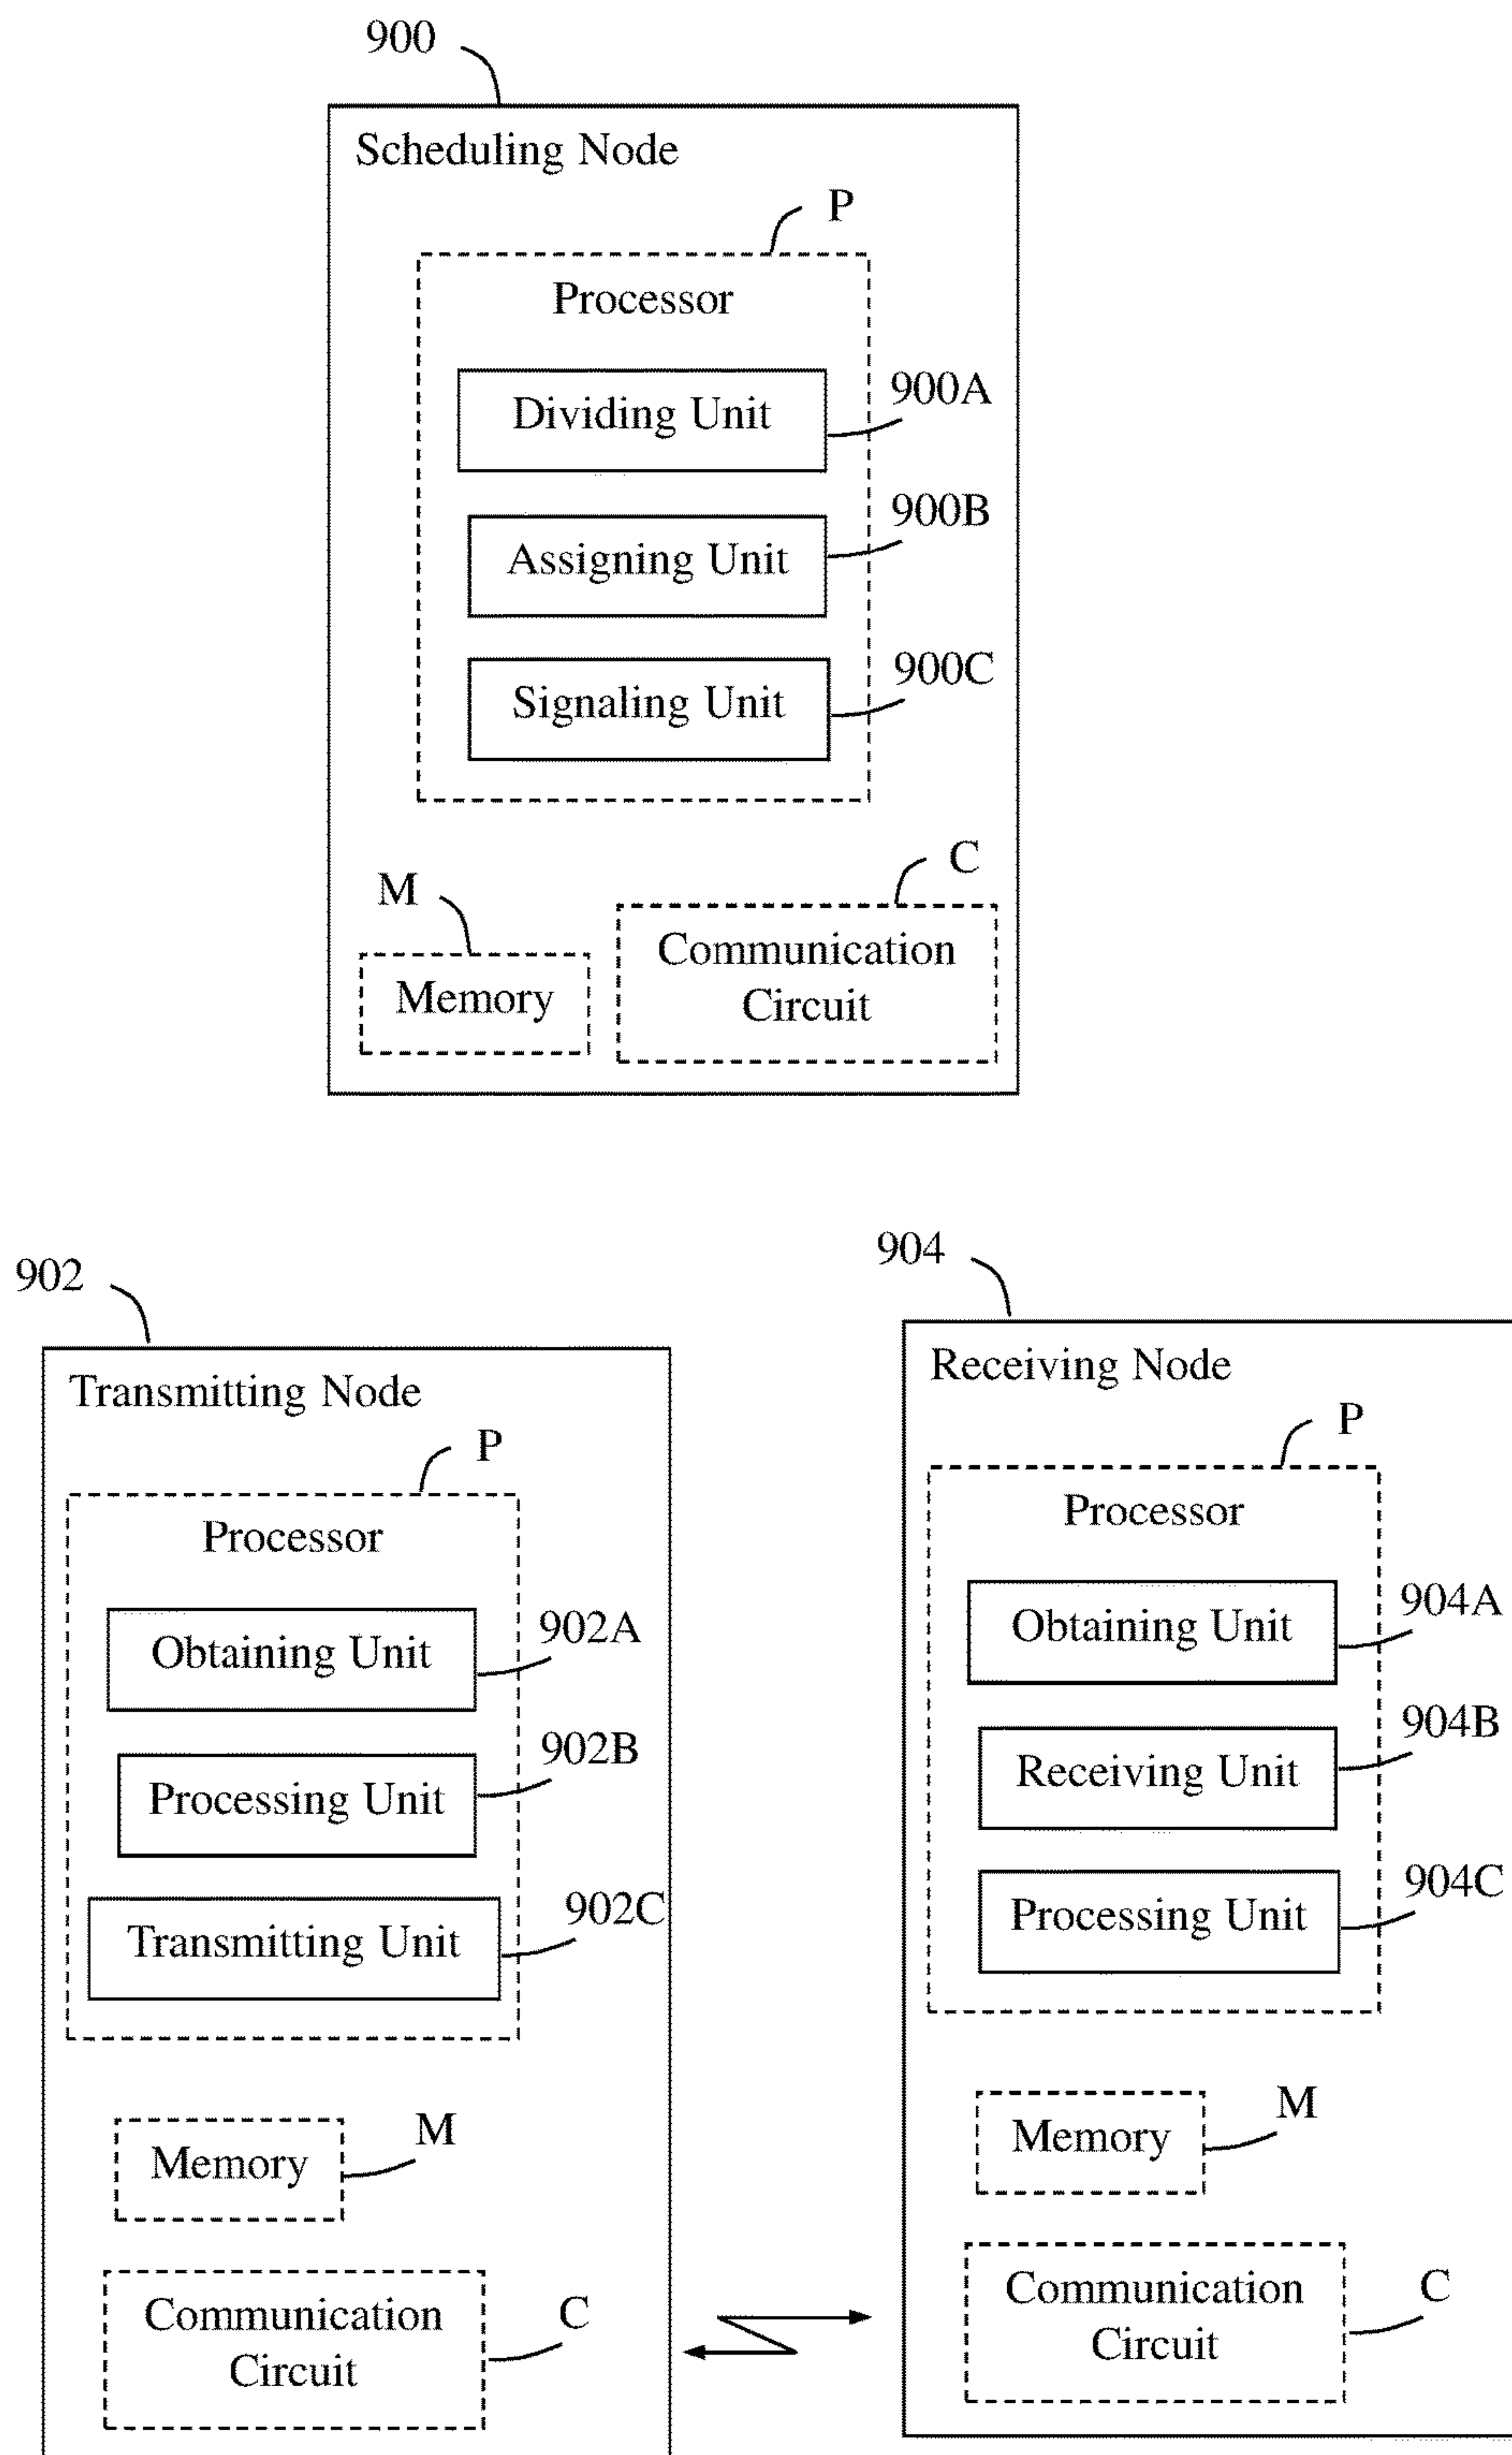 900
Scheduling Node
P
Processor
Dividing Unit
900A
Assigning Unit
900B
Signaling Unit
900C
M
Memory
C
Communication
Circuit
902
Transmitting Node
P
Processor
Obtaining Unit
902A
Processing Unit
902B
Transmitting Unit
902C
Memory
M
Communication
Circuit
C
904
Receiving Node
P
Processor
Obtaining Unit
904A
Receiving Unit
904B
Processing Unit
904C
Memory
M
Communication
Circuit
C